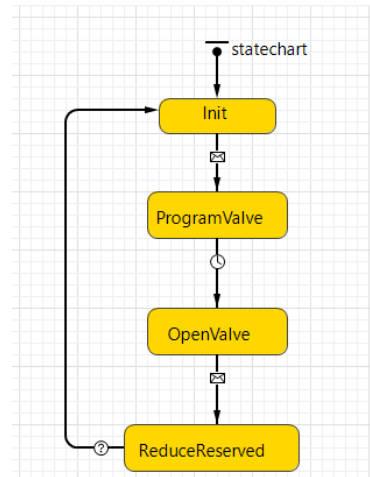 statechart
Init
ProgramValve
OpenValve
?
ReduceReserved